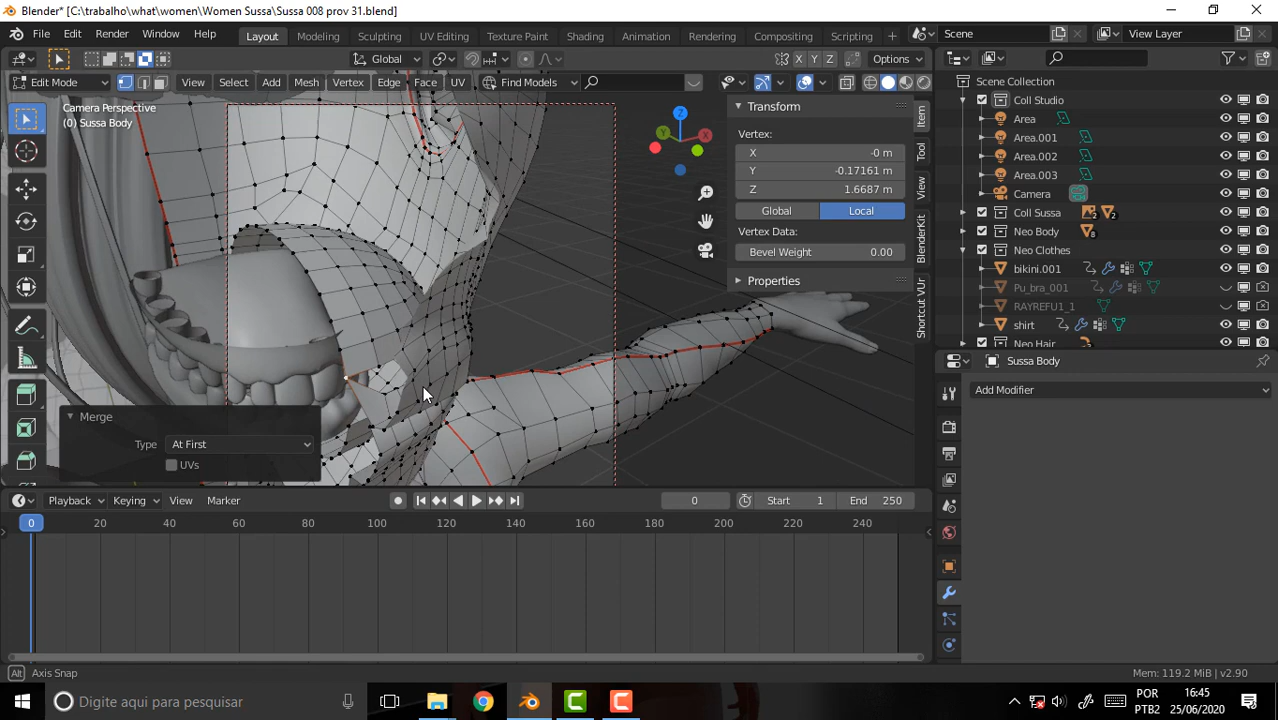 Blender* [C:\trabalho\what\women\Women Sussa\Sussa 008 prov 31.blend]
File Edit Render Window Help Layout Modeling Sculpting UV Editing Texture Paint Shading Animation Rendering Compositing Scripting + Scene View Layer
Global X Y Z Options
Edit Mode View Select Add Mesh Vertex Edge Face UV Find Models
Camera Perspective
(0) Sussa Body
Z
Y X
Transform
Vertex:
X -0 m
Y -0.17161 m
Z 1.6687 m
Global Local
Vertex Data:
Bevel Weight 0.00
Properties
Item
Tool
View
BlenderKit
Shortcut VUr
Scene Collection
Coll Studio
Area
Area.001
Area.002
Area.003
Camera
Coll Sussa 2 2
Neo Body 8
Neo Clothes
bikini.001
Pu_bra_001
RAYREFU1_1
shirt
Neo Hair
Sussa Body
Add Modifier
Merge
Type At First
UVs
Playback Keying View Marker 0 Start 1 End 250
0 20 40 60 80 100 120 140 160 180 200 220 240
Alt Axis Snap Mem: 119.2 MiB | v2.90
Digite aqui para pesquisar
POR
PTB2
16:45
25/06/2020